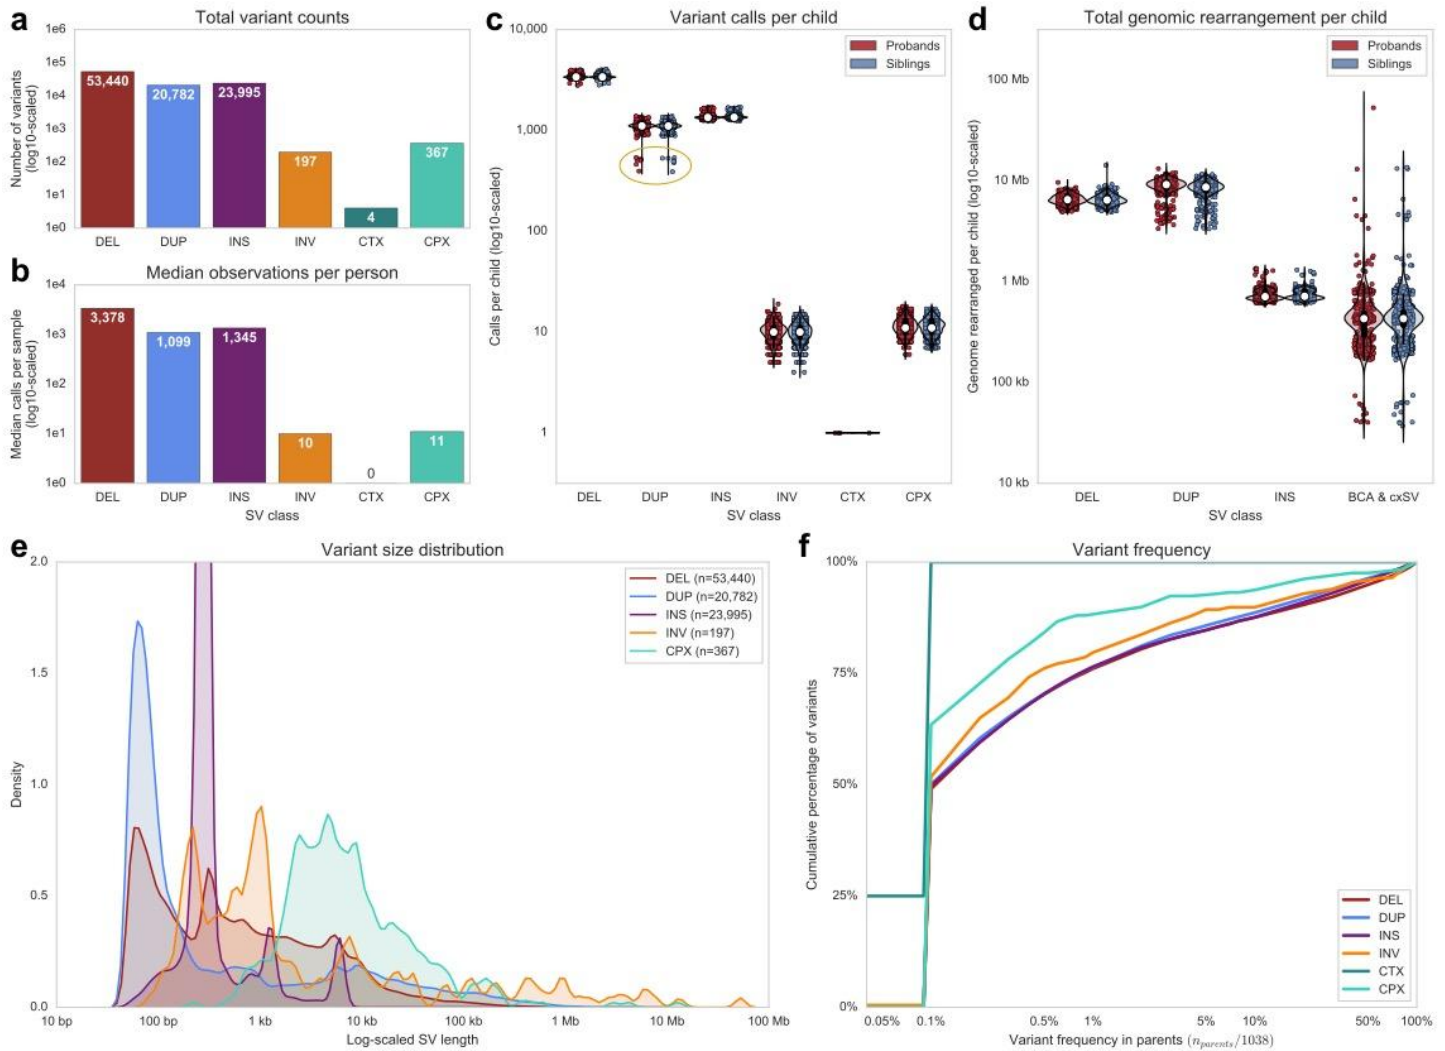 a
Total variant counts
Number of variants
(log10-scaled)
1e6
1e5
1e4
1e3
1e2
1e1
1e0
53,440
20,782
23,995
197
4
367
DEL DUP INS INV CTX CPX
b
Median observations per person
Median calls per sample
(log10-scaled)
1e4
1e3
1e2
1e1
1e0
3,378
1,099
1,345
10
0
11
DEL DUP INS INV CTX CPX
SV class
c
Variant calls per child
Calls per child (log10-scaled)
10,000
1,000
100
10
1
Probands
Siblings
DEL DUP INS INV CTX CPX
SV class
d
Total genomic rearrangement per child
Genome rearranged per child (log10-scaled)
100 Mb
10 Mb
1 Mb
100 kb
10 kb
Probands
Siblings
DEL DUP INS BCA & cxSV
SV class
e
Variant size distribution
Density
2.0
1.5
1.0
0.5
0.0
DEL (n=53,440)
DUP (n=20,782)
INS (n=23,995)
INV (n=197)
CPX (n=367)
10 bp 100 bp 1 kb 10 kb 100 kb 1 Mb 10 Mb 100 Mb
Log-scaled SV length
f
Variant frequency
Cumulative percentage of variants
100%
75%
50%
25%
0%
DEL
DUP
INS
INV
CTX
CPX
0.05% 0.1% 0.5% 1% 5% 10% 50% 100%
Variant frequency in parents (n_parents/1038)